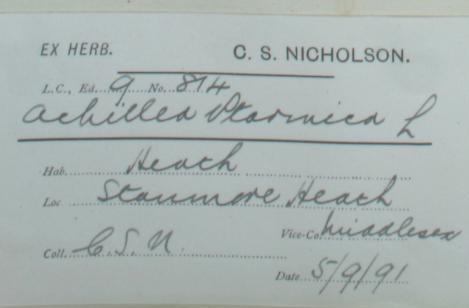 EX HERB. C. S. NICHOLSON.
L.C., Ed. 9 No. 814
Achillea Ptarmica L
Hab. Heath
Loc Stanmore Heath
Vice-Co. Middlesex
Coll. C. S. N.
Date 5/9/91